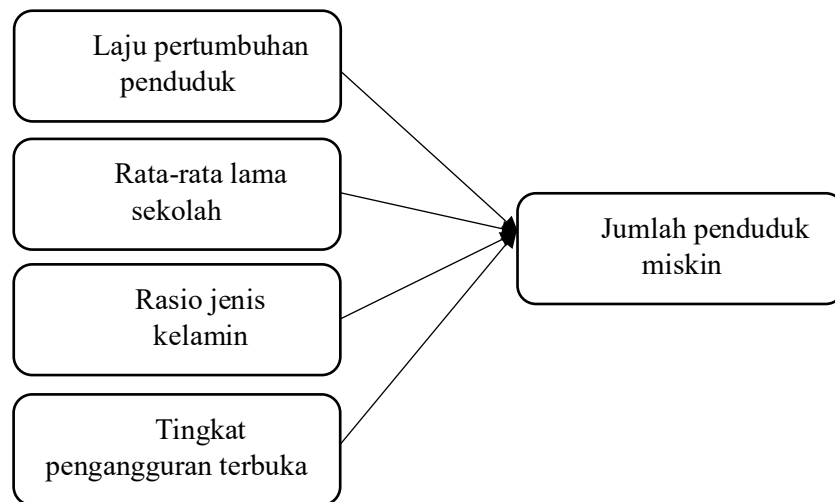 Laju pertumbuhan
penduduk
Rata-rata lama
sekolah
Rasio jenis
kelamin
Tingkat
pengangguran terbuka
Jumlah penduduk
miskin